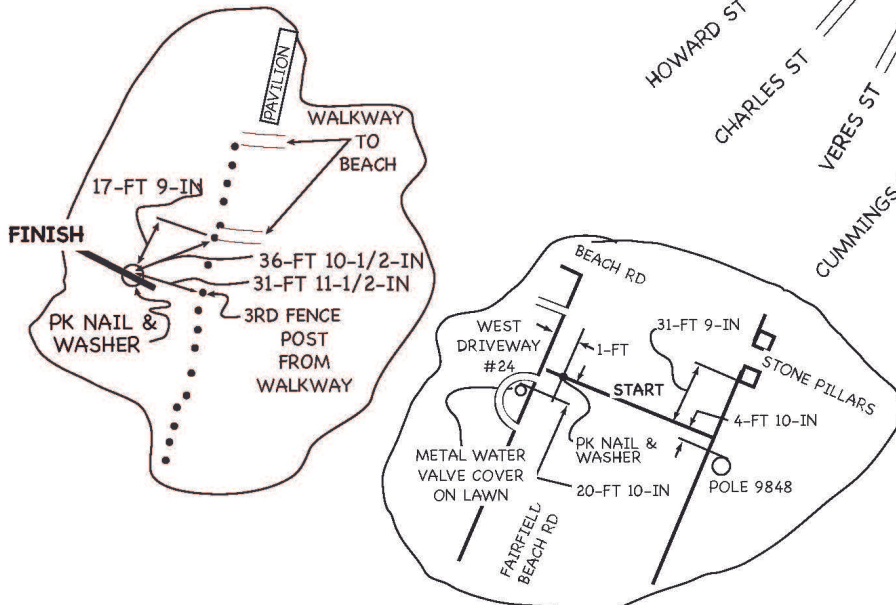 PAVILION
WALKWAY
TO
BEACH
17-FT 9-IN
FINISH
36-FT 10-1/2-IN
31-FT 11-1/2-IN
PK NAIL &
WASHER
3RD FENCE
POST
FROM
WALKWAY
HOWARD ST
CHARLES ST
VERES ST
CUMMINGS
BEACH RD
WEST
DRIVEWAY
#24
1-FT
31-FT 9-IN
START
STONE PILLARS
4-FT 10-IN
PK NAIL &
WASHER
METAL WATER
VALVE COVER
ON LAWN
20-FT 10-IN
POLE 9848
FAIRFIELD
BEACH RD